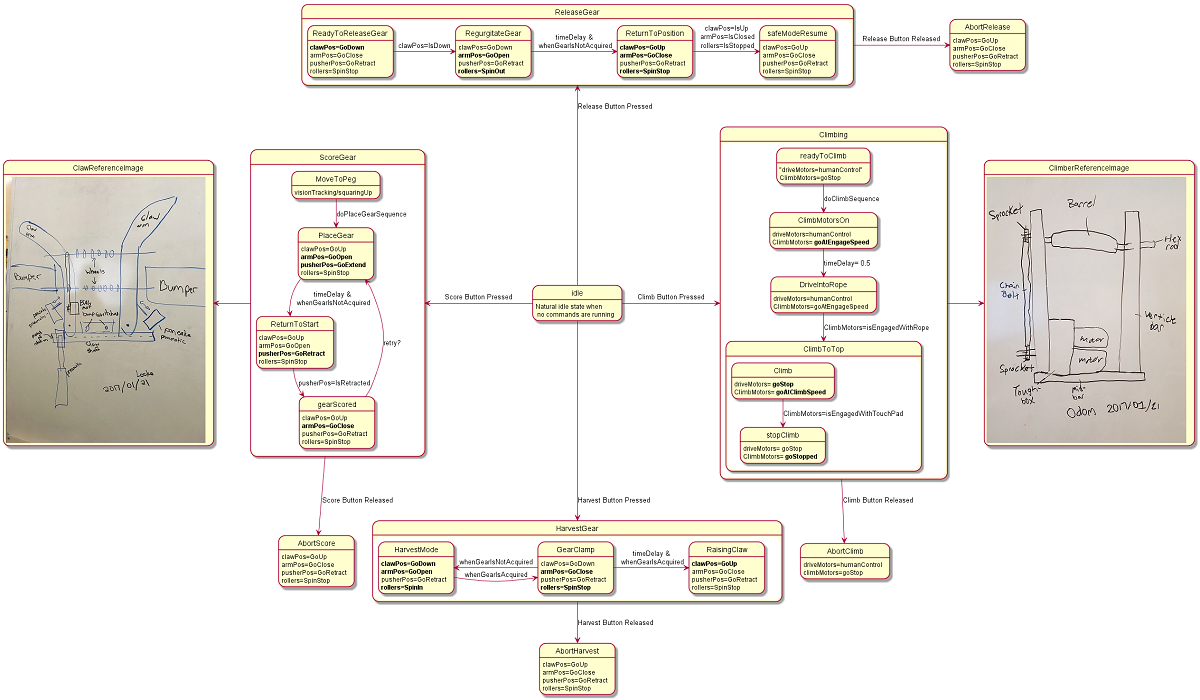 ReleaseGear
ReadyToReleaseGear
clawPos=GoDown
armPos=GoClose
pusherPos=GoRetract
rollers=SpinStop
clawPos=IsDown
RegurgitateGear
clawPos=GoDown
armPos=GoOpen
pusherPos=GoRetract
rollers=SpinOut
timeDelay &
whenGearIsNotAcquired
ReturnToPosition
clawPos=GoUp
armPos=GoClose
pusherPos=GoRetract
rollers=SpinStop
clawPos=IsUp
armPos=IsClosed
rollers=IsStopped
safeModeResume
clawPos=GoUp
armPos=GoClose
pusherPos=GoRetract
rollers=SpinStop
Release Button Released
AbortRelease
clawPos=GoUp
armPos=GoClose
pusherPos=GoRetract
rollers=SpinStop
Release Button Pressed
ClawReferenceImage
Claw
arm
Claw
arm
wheels
Bumper
Bumper
pancake
pneumatic
Locke
2017/01/21
ScoreGear
MoveToPeg
visionTracking/squaringUp
doPlaceGearSequence
PlaceGear
clawPos=GoUp
armPos=GoOpen
pusherPos=GoExtend
rollers=SpinStop
timeDelay &
whenGearIsNotAcquired
ReturnToStart
clawPos=GoUp
armPos=GoOpen
pusherPos=GoRetract
rollers=SpinStop
retry?
pusherPos=IsRetracted
gearScored
clawPos=GoUp
armPos=GoClose
pusherPos=GoRetract
rollers=SpinStop
Score Button Pressed
idle
Natural idle state when
no commands are running
Climb Button Pressed
Climbing
readyToClimb
"driveMotors=humanControl"
ClimbMotors=goStop
doClimbSequence
ClimbMotorsOn
driveMotors=humanControl
ClimbMotors= goAtEngageSpeed
timeDelay= 0.5
DriveIntoRope
driveMotors=humanControl
ClimbMotors=goAtEngageSpeed
ClimbMotors=isEngagedWithRope
ClimbToTop
Climb
driveMotors= goStop
ClimbMotors= goAtClimbSpeed
ClimbMotors=isEngagedWithTouchPad
stopClimb
driveMotors= goStop
ClimbMotors= goStopped
ClimberReferenceImage
Sprocket
Barrel
Hex
rod
Chain
Bolt
Verticle
bar
motor
motor
Sprocket
Tough-
box
mid-
bar
Odom 2017/01/21
Score Button Released
AbortScore
clawPos=GoUp
armPos=GoClose
pusherPos=GoRetract
rollers=SpinStop
Harvest Button Pressed
HarvestGear
HarvestMode
clawPos=GoDown
armPos=GoOpen
pusherPos=GoRetract
rollers=SpinIn
whenGearIsNotAcquired
whenGearIsAcquired
GearClamp
clawPos=GoDown
armPos=GoClose
pusherPos=GoRetract
rollers=SpinStop
timeDelay &
whenGearIsAcquired
RaisingClaw
clawPos=GoUp
armPos=GoClose
pusherPos=GoRetract
rollers=SpinStop
Climb Button Released
AbortClimb
driveMotors=humanControl
climbMotors=goStop
Harvest Button Released
AbortHarvest
clawPos=GoUp
armPos=GoClose
pusherPos=GoRetract
rollers=SpinStop